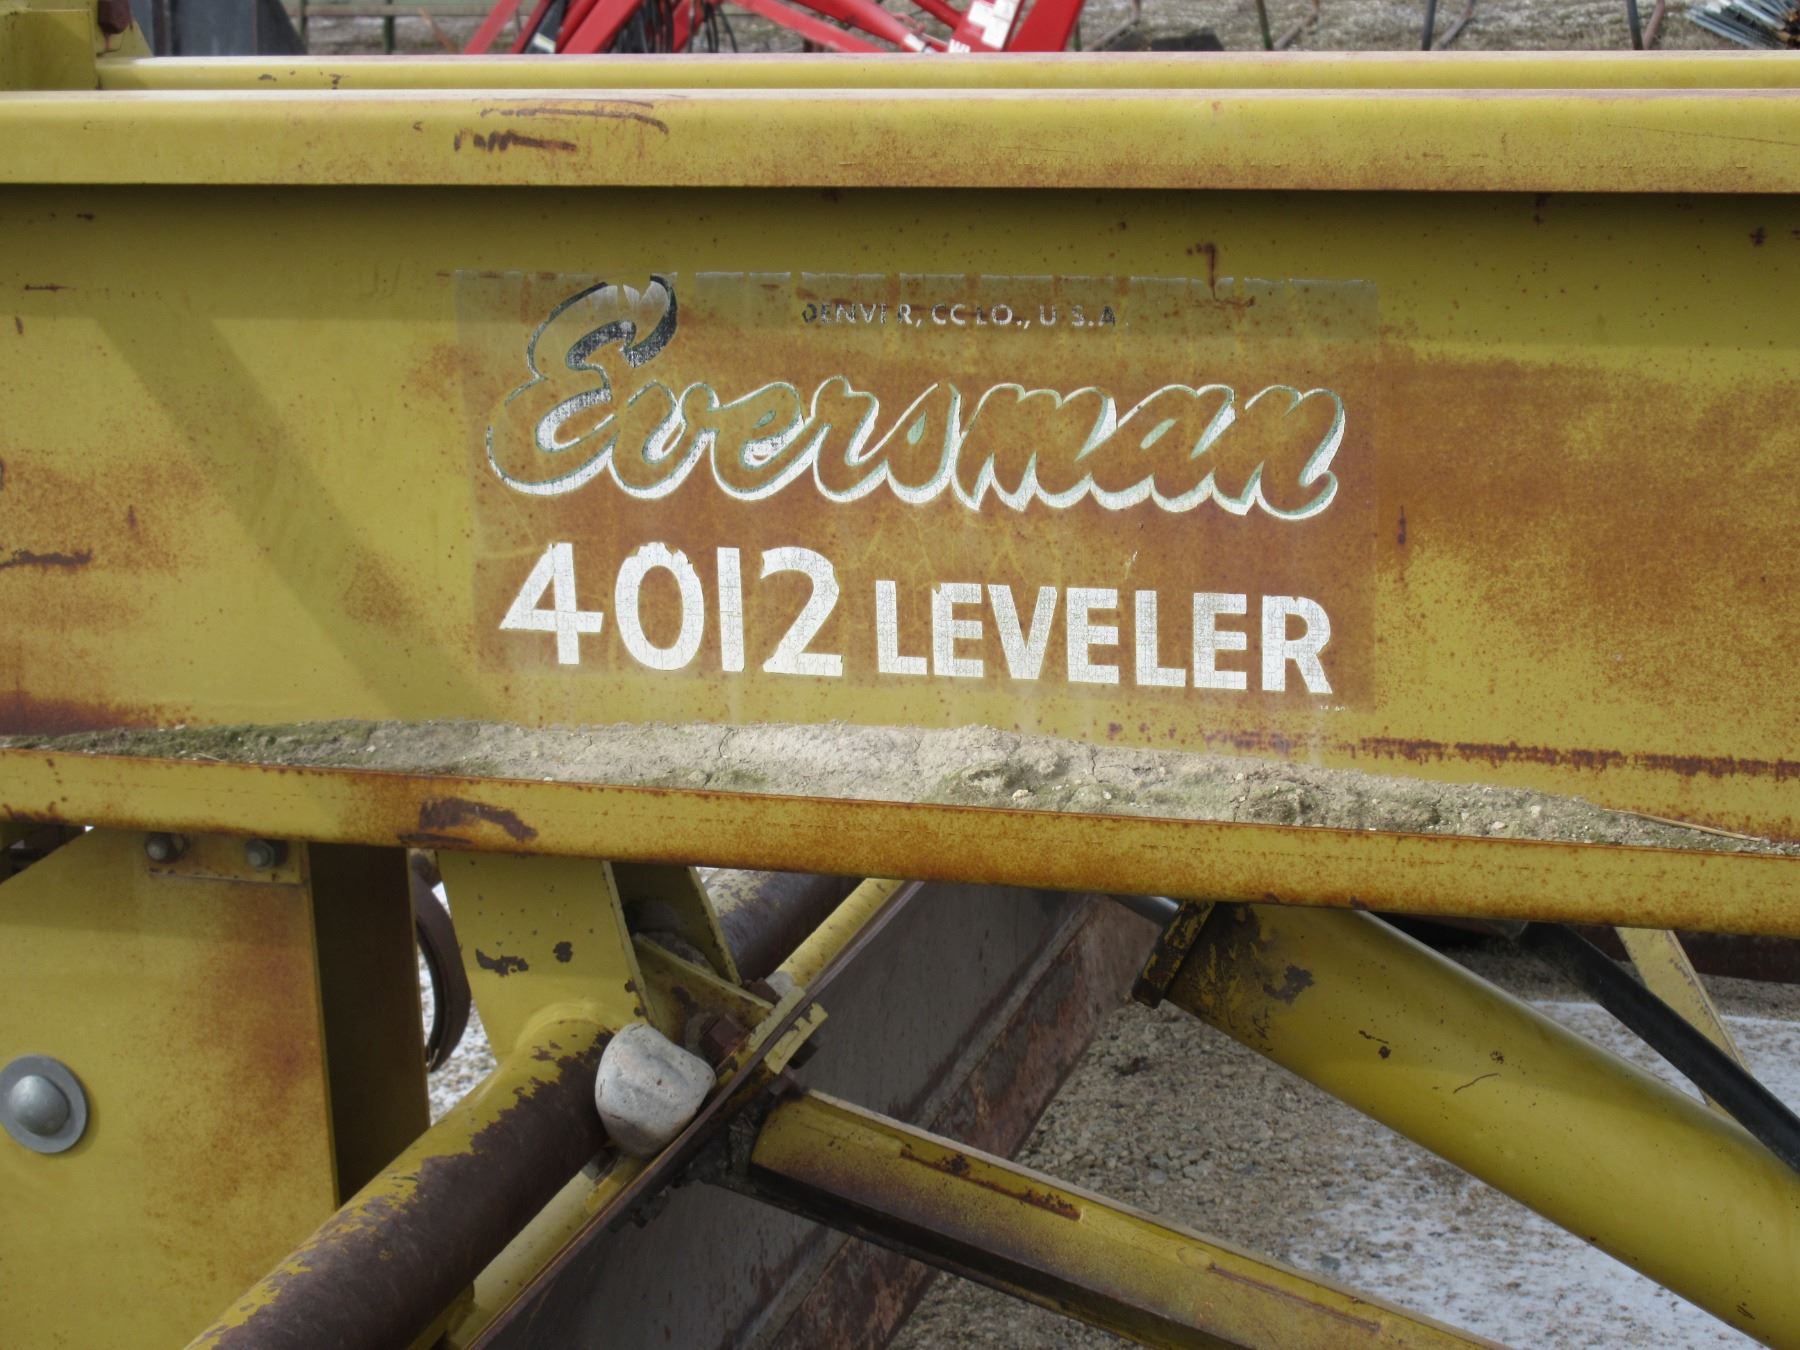 DENVER, COLO., U.S.A.
Eversman
4012 LEVELER